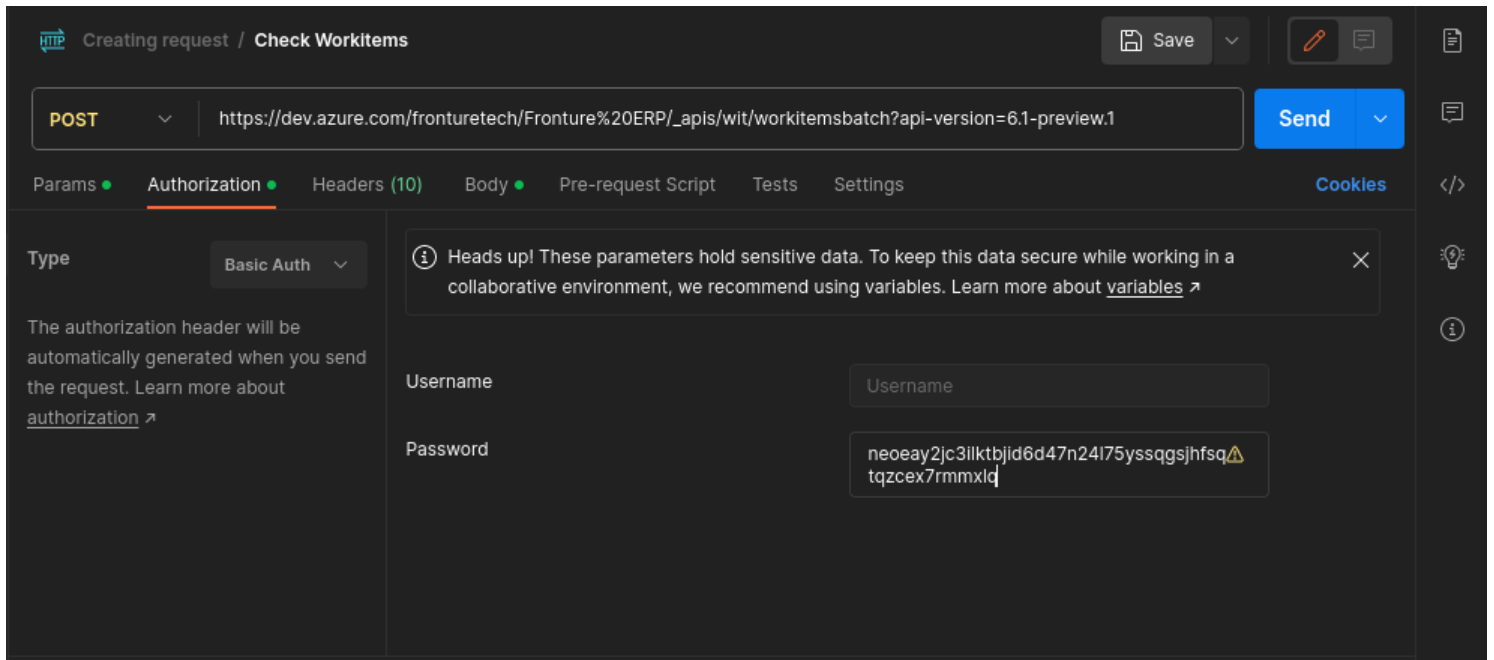 HTTP Creating request / Check Workitems Save
POST https://dev.azure.com/fronturetech/Fronture%20ERP/_apis/wit/workitemsbatch?api-version=6.1-preview.1 Send
Params Authorization Headers (10) Body Pre-request Script Tests Settings Cookies
Type Basic Auth
The authorization header will be
automatically generated when you send
the request. Learn more about
authorization ↗
Heads up! These parameters hold sensitive data. To keep this data secure while working in a
collaborative environment, we recommend using variables. Learn more about variables ↗
Username Username
Password neoeay2jc3ilktbjid6d47n24l75yssqgsjhfsq
tqzcex7rmmxlq